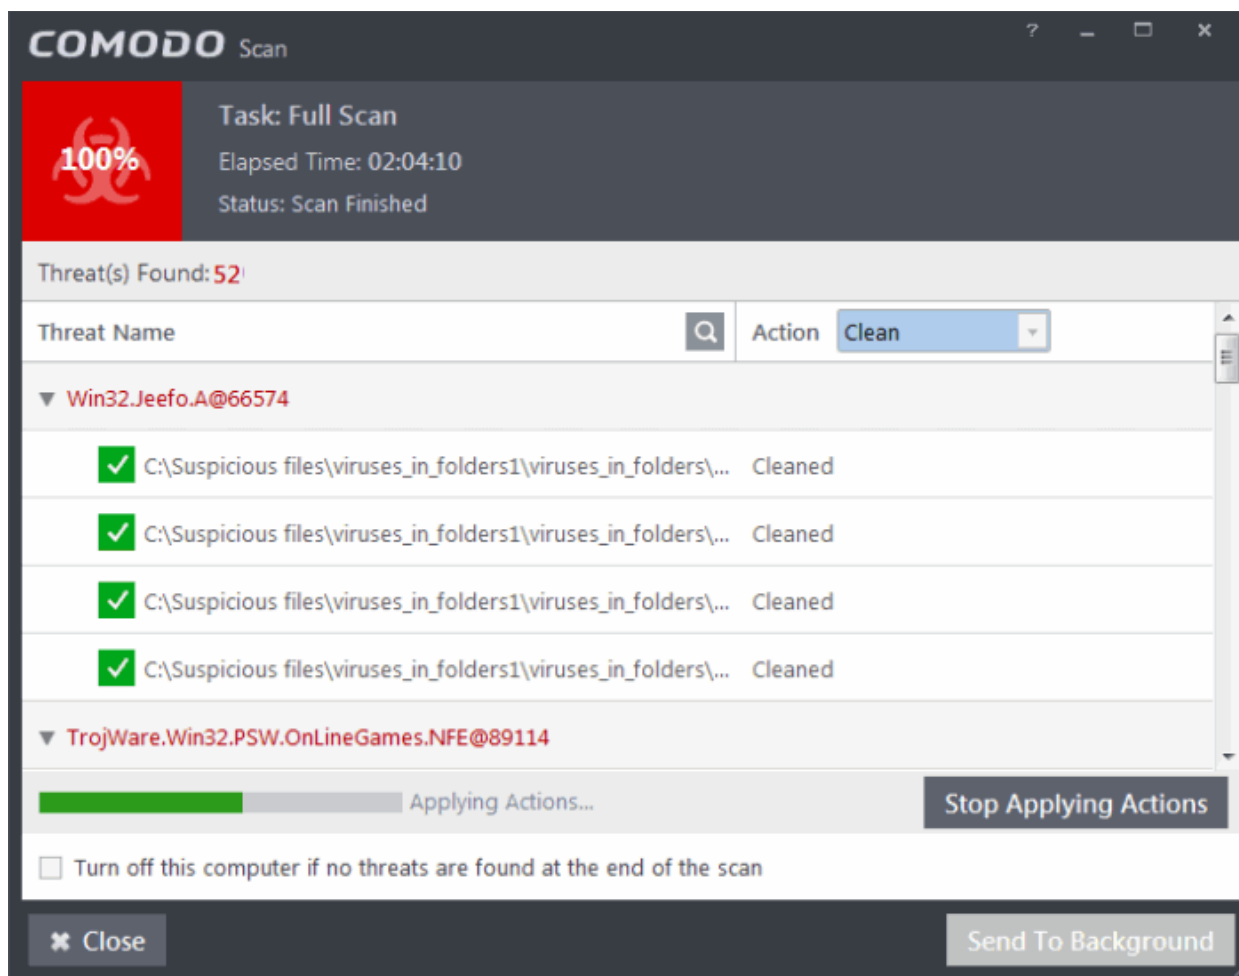 COMODO Scan
?
100%
Task: Full Scan
Elapsed Time: 02:04:10
Status: Scan Finished
Threat(s) Found: 52
Threat Name
Action Clean
Win32.Jeefo.A@66574
C:\Suspicious files\viruses_in_folders1\viruses_in_folders\... Cleaned
C:\Suspicious files\viruses_in_folders1\viruses_in_folders\... Cleaned
C:\Suspicious files\viruses_in_folders1\viruses_in_folders\... Cleaned
C:\Suspicious files\viruses_in_folders1\viruses_in_folders\... Cleaned
TrojWare.Win32.PSW.OnLineGames.NFE@89114
Applying Actions... Stop Applying Actions
Turn off this computer if no threats are found at the end of the scan
Close Send To Background